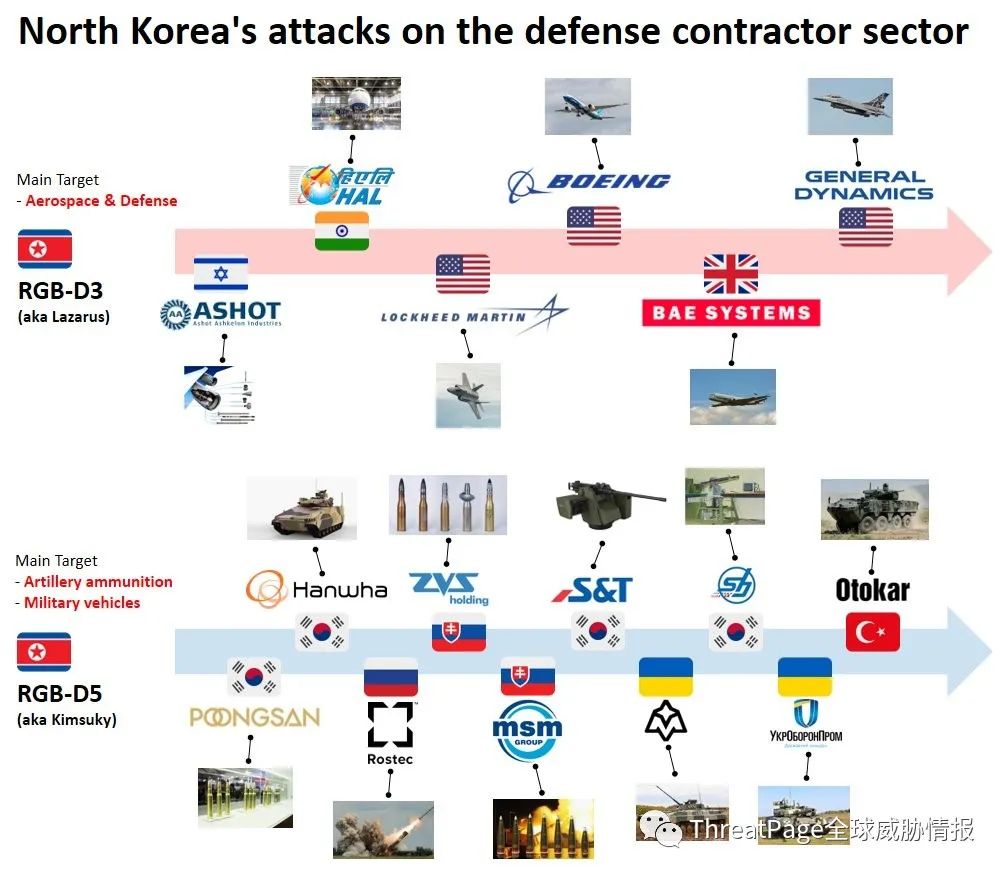 North Korea's attacks on the defense contractor sector
Main Target
- Aerospace & Defense
RGB-D3
(aka Lazarus)
हिएलि
HAL
BOEING
GENERAL
DYNAMICS
AA ASHOT
Ashot Ashkelon Industries
LOCKHEED MARTIN
BAE SYSTEMS
Main Target
- Artillery ammunition
- Military vehicles
RGB-D5
(aka Kimsuky)
Hanwha
ZVS
holding
S&T
Otokar
POONGSAN
Rostec
msm
GROUP
УКРОБОРОНПРОМ
ThreatPage全球威胁情报